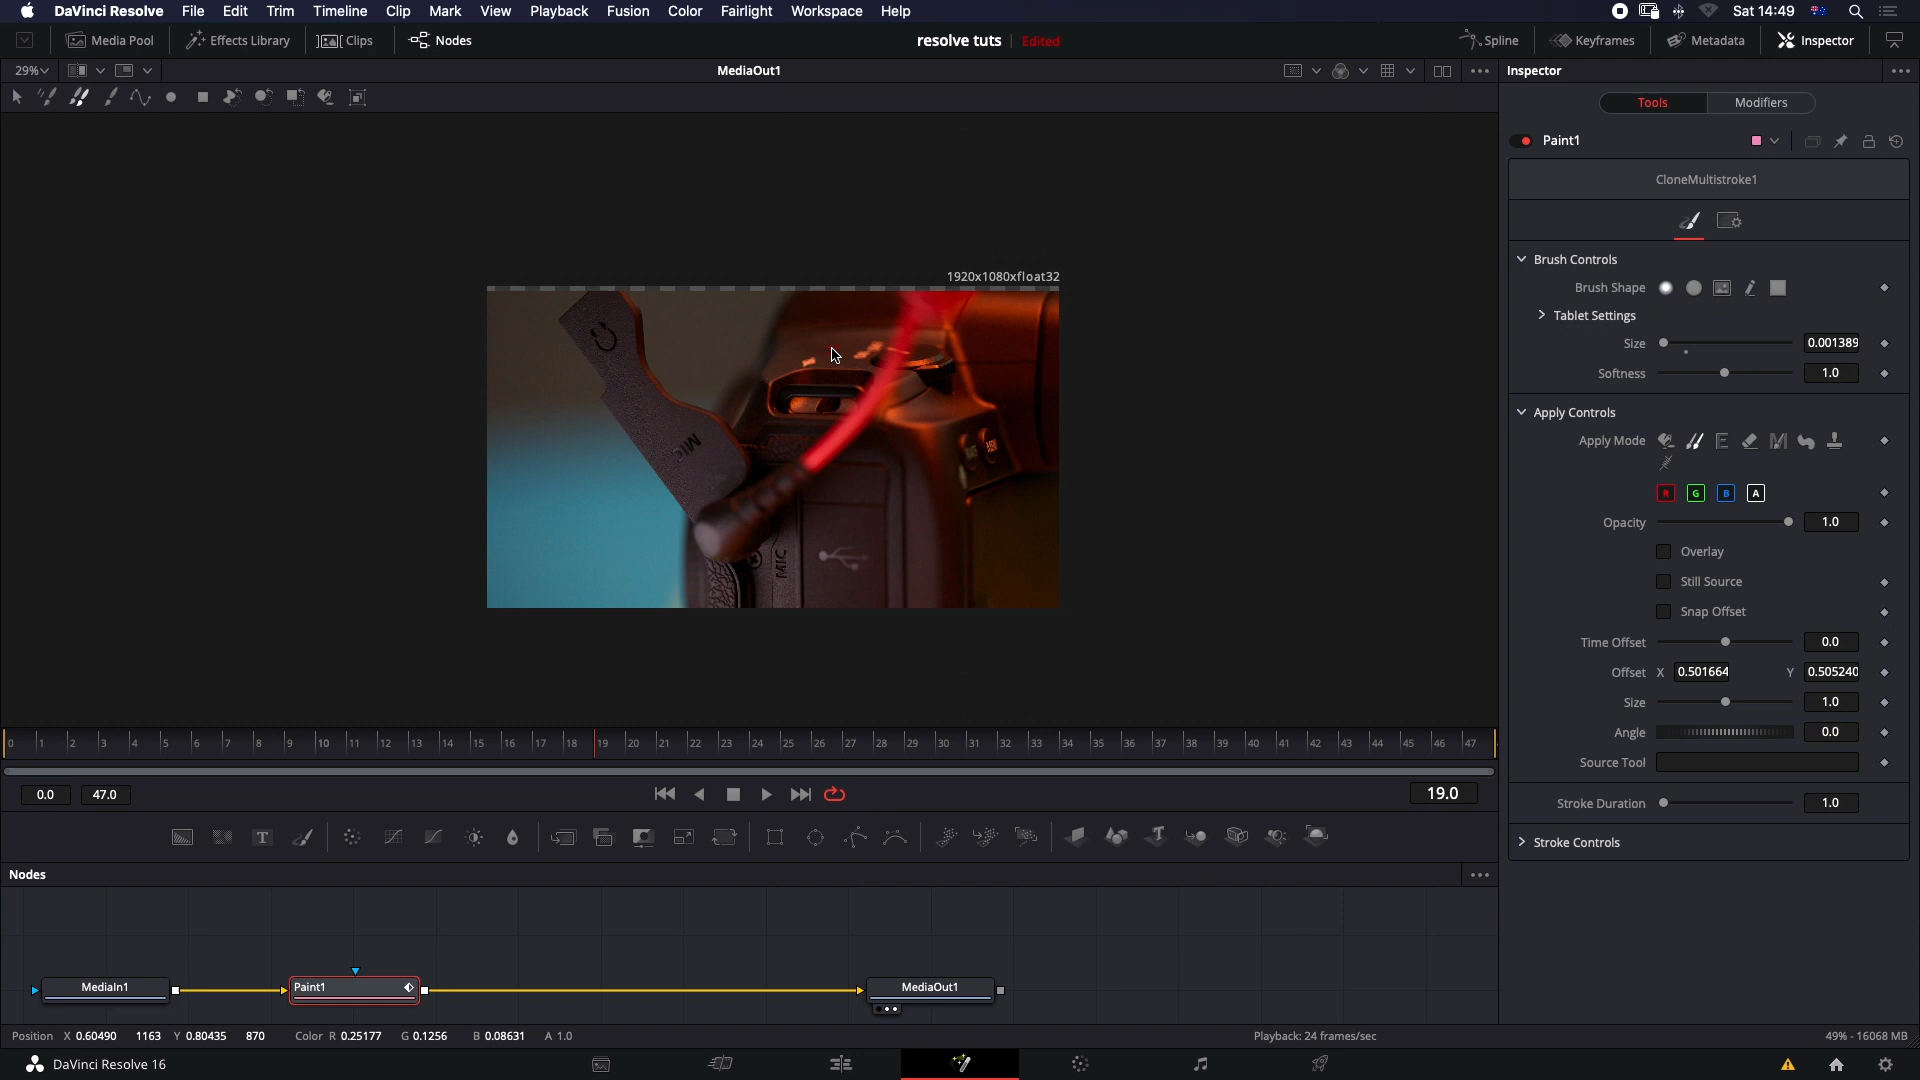 DaVinci Resolve File Edit Trim Timeline Clip Mark View Playback Fusion Color Fairlight Workspace Help Sat 14:49
Media Pool Effects Library Clips Nodes resolve tuts Edited Spline Keyframes Metadata Inspector
29% MediaOut1 Inspector
Tools Modifiers
Paint1
CloneMultistroke1
Brush Controls
1920x1080xfloat32
Brush Shape
Tablet Settings
Size 0.001389
Softness 1.0
Apply Controls
Apply Mode
MIC
R G B A
Opacity 1.0
Overlay
MIC
Still Source
Snap Offset
Time Offset 0.0
Offset X 0.501664 Y 0.505240
Size 1.0
Angle 0.0
Source Tool
0 1 2 3 4 5 6 7 8 9 10 11 12 13 14 15 16 17 18 19 20 21 22 23 24 25 26 27 28 29 30 31 32 33 34 35 36 37 38 39 40 41 42 43 44 45 46 47
0.0 47.0 19.0
Stroke Duration 1.0
Stroke Controls
Nodes
MediaIn1 Paint1 MediaOut1
Position X 0.60490 1163 Y 0.80435 870 Color R 0.25177 G 0.1256 B 0.08631 A 1.0 Playback: 24 frames/sec 49% - 16068 MB
DaVinci Resolve 16